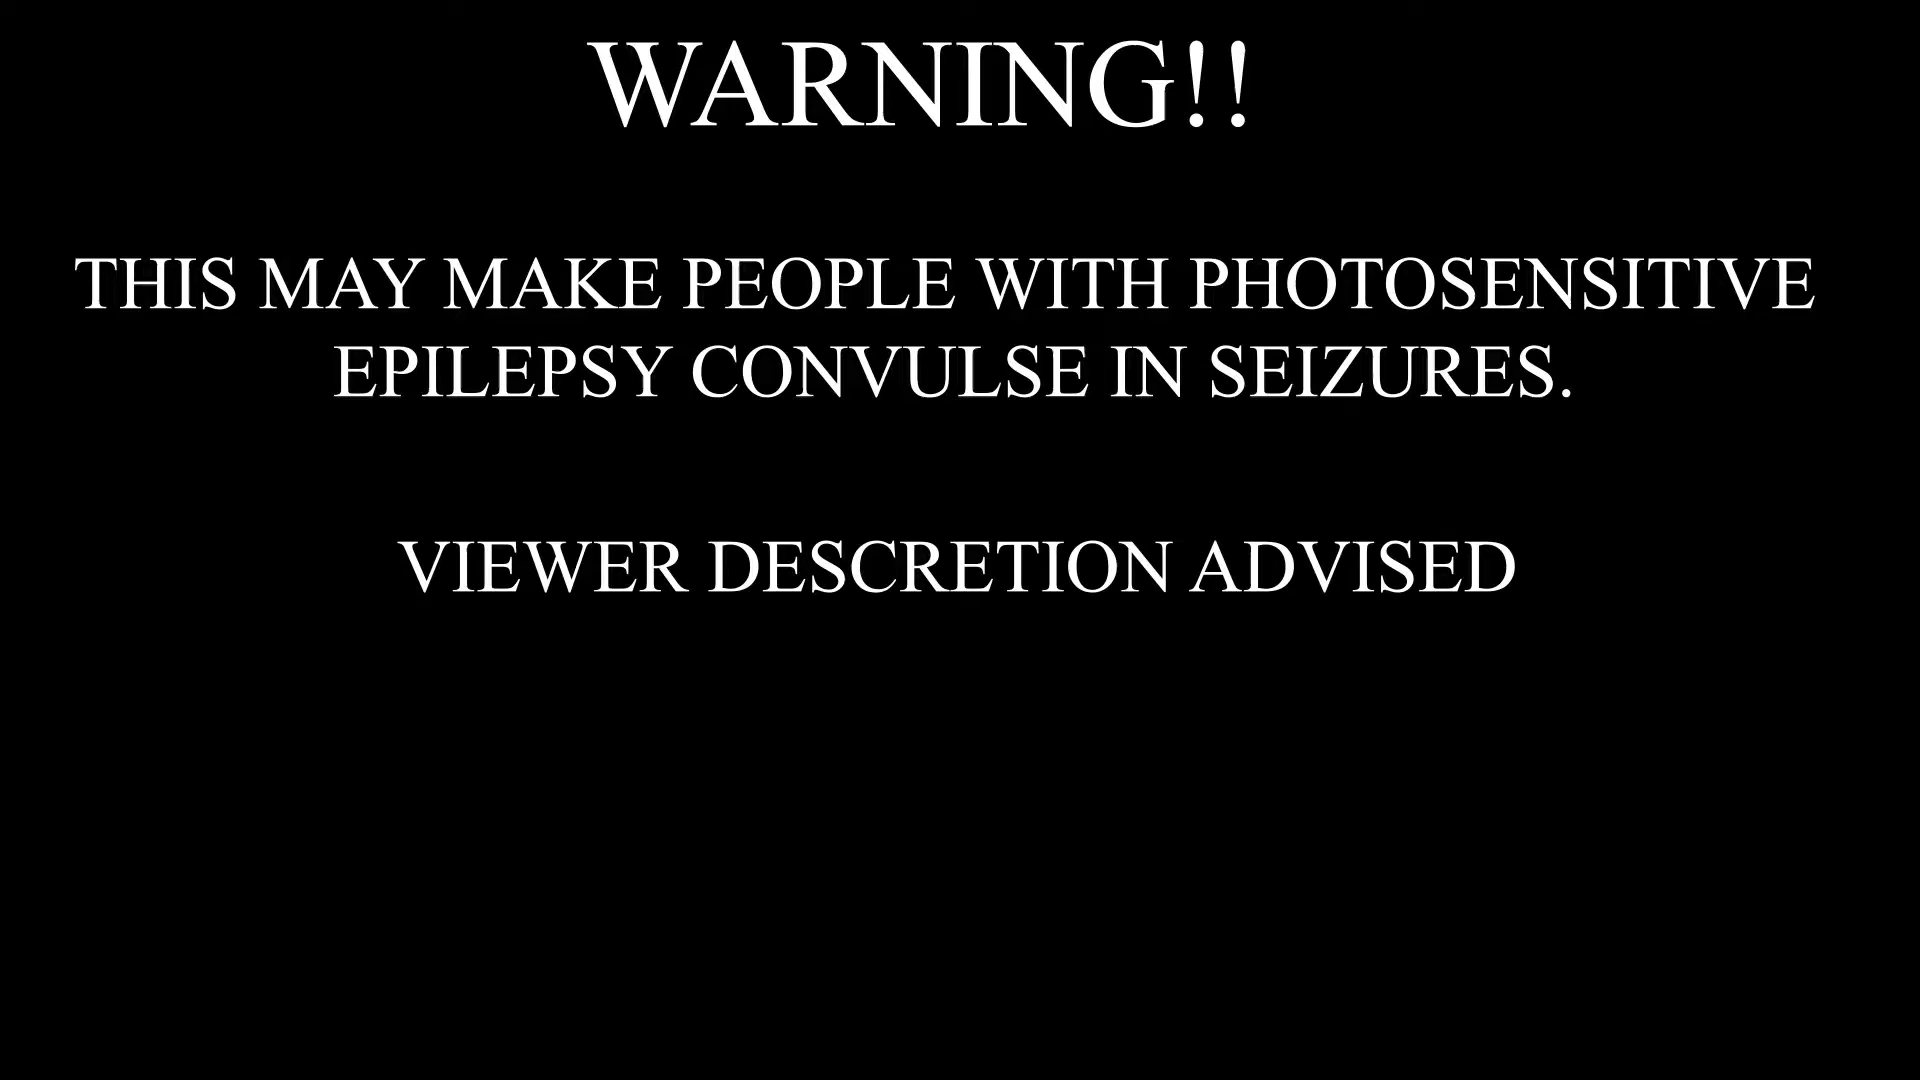 WARNING!!
THIS MAY MAKE PEOPLE WITH PHOTOSENSITIVE
EPILEPSY CONVULSE IN SEIZURES.
VIEWER DESCRETION ADVISED